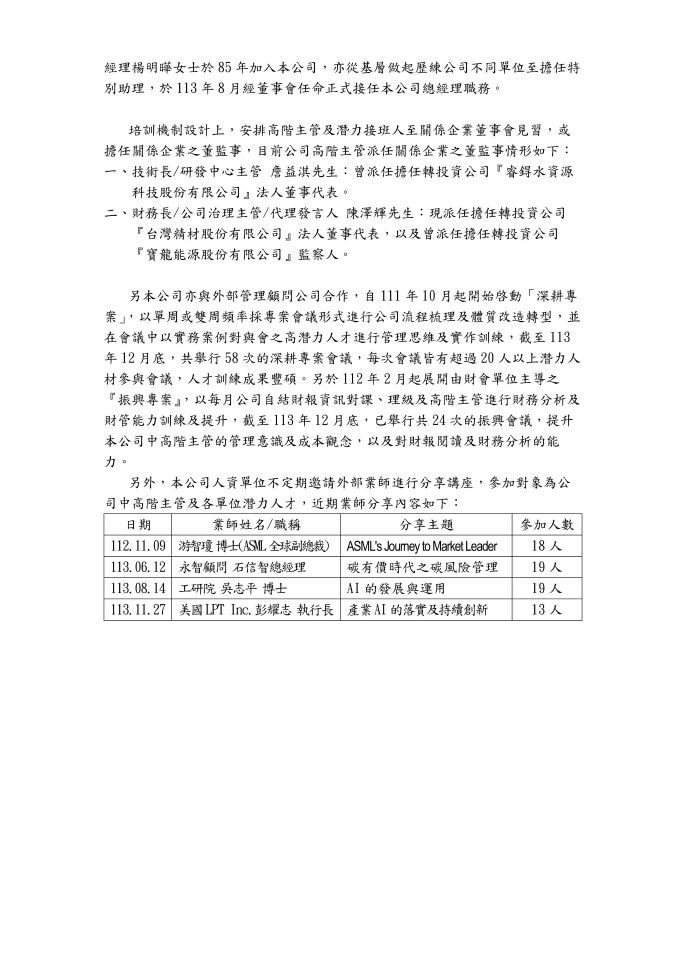 經理楊明曄女士於 85 年加入本公司，亦從基層做起歷練公司不同單位至擔任特
別助理，於 113 年 8 月經董事會任命正式接任本公司總經理職務。
培訓機制設計上，安排高階主管及潛力接班人至關係企業董事會見習，或
擔任關係企業之董監事，目前公司高階主管派任關係企業之董監事情形如下：
一、技術長/研發中心主管 詹益淇先生：曾派任擔任轉投資公司『睿鍀水資源
科技股份有限公司』法人董事代表。
二、財務長/公司治理主管/代理發言人 陳澤輝先生：現派任擔任轉投資公司
『台灣精材股份有限公司』法人董事代表，以及曾派任擔任轉投資公司
『寶龍能源股份有限公司』監察人。
另本公司亦與外部管理顧問公司合作，自 111 年 10 月起開始啓動「深耕專
案」，以單周或雙周頻率採專案會議形式進行公司流程梳理及體質改造轉型，並
在會議中以實務案例對與會之高潛力人才進行管理思維及實作訓練，截至 113
年 12 月底，共舉行 58 次的深耕專案會議，每次會議皆有超過 20 人以上潛力人
材參與會議，人才訓練成果豐碩。另於 112 年 2 月起展開由財會單位主導之
『振興專案』，以每月公司自結財報資訊對課、理級及高階主管進行財務分析及
財管能力訓練及提升，截至 113 年 12 月底，已舉行共 24 次的振興會議，提升
本公司中高階主管的管理意識及成本觀念，以及對財報閱讀及財務分析的能
力。
另外，本公司人資單位不定期邀請外部業師進行分享講座，參加對象為公
司中高階主管及各單位潛力人才，近期業師分享內容如下：
日期 業師姓名/職稱 分享主題 參加人數
112.11.09 游智瓊 博士(ASML 全球副總裁) ASML's Journey to Market Leader 18 人
113.06.12 永智顧問 石信智總經理 碳有價時代之碳風險管理 19 人
113.08.14 工研院 吳志平 博士 AI 的發展與運用 19 人
113.11.27 美國 LPT Inc. 彭耀志 執行長 產業 AI 的落實及持續創新 13 人